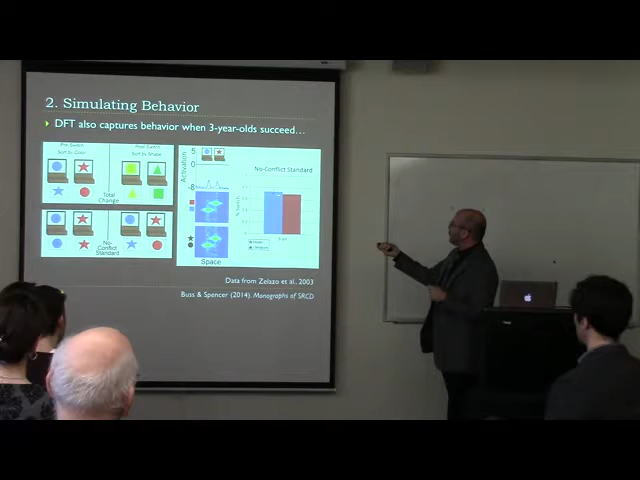 2. Simulating Behavior
DFT also captures behavior when 3-year-olds succeed…
Pre Switch
Sort by Color
Post Switch
Sort by Shape
Total
Change
No-
Conflict
Standard
Activation
5
0
-8
Space
No-Conflict Standard
% Switch
Data from Zelazo et al., 2003
Buss & Spencer (2014). Monographs of SRCD